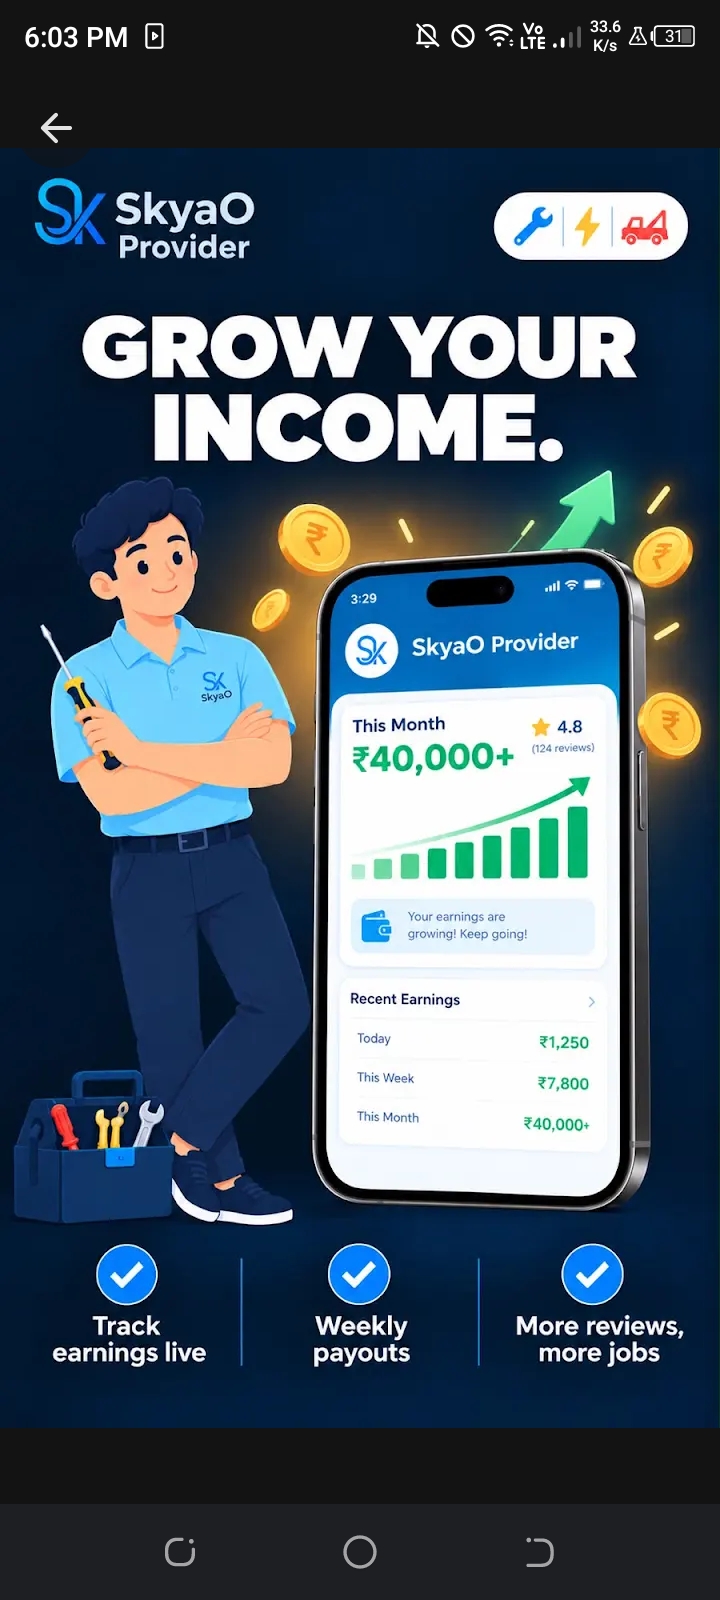 6:03 PM
Vo LTE 33.6 K/s 31
SkyaO
Provider
GROW YOUR
INCOME.
3:29
SkyaO Provider
SkyaO
This Month
₹40,000+
4.8
(124 reviews)
Your earnings are
growing! Keep going!
Recent Earnings
Today ₹1,250
This Week ₹7,800
This Month ₹40,000+
Track
earnings live
Weekly
payouts
More reviews,
more jobs